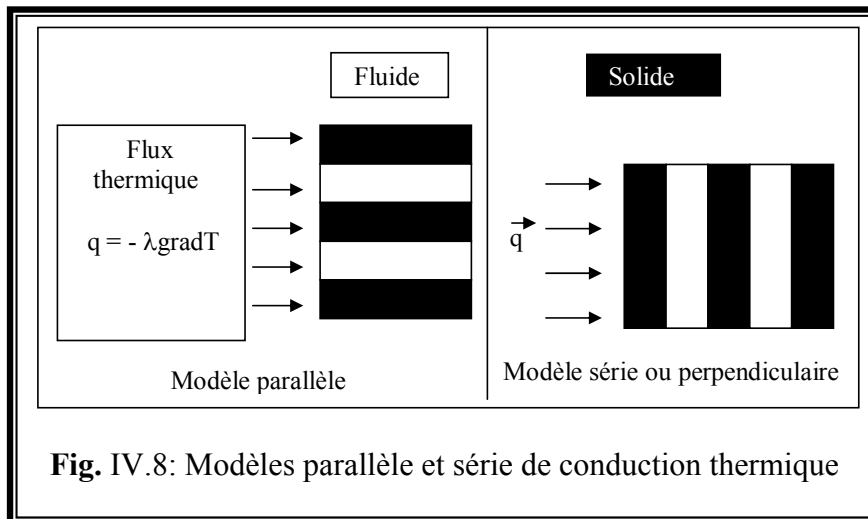 Fluide
Solide
Flux
thermique
q = - λgradT
q
Modèle parallèle
Modèle série ou perpendiculaire
Fig. IV.8: Modèles parallèle et série de conduction thermique